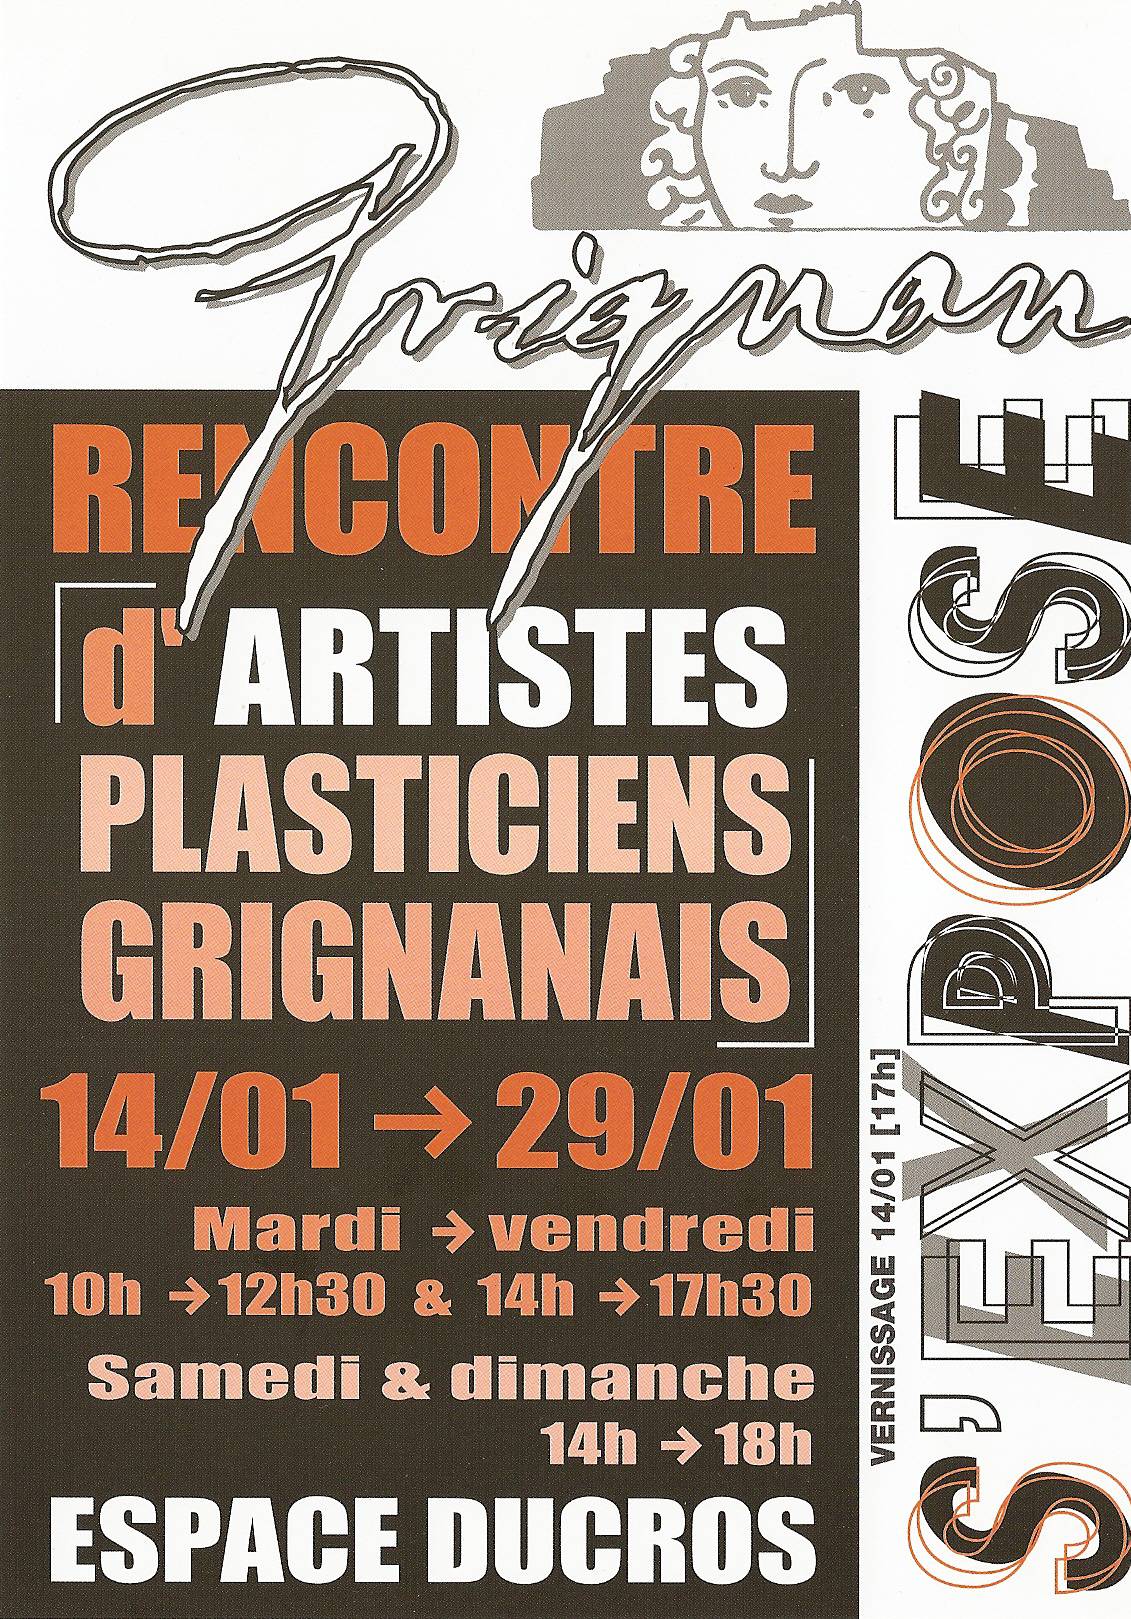 Grignan
RENCONTRE
d' ARTISTES
PLASTICIENS
GRIGNANAIS
14/01 → 29/01
Mardi → vendredi
10h → 12h30 & 14h → 17h30
Samedi & dimanche
14h → 18h
ESPACE DUCROS
VERNISSAGE 14/01 [17h]
S'EXPOSE